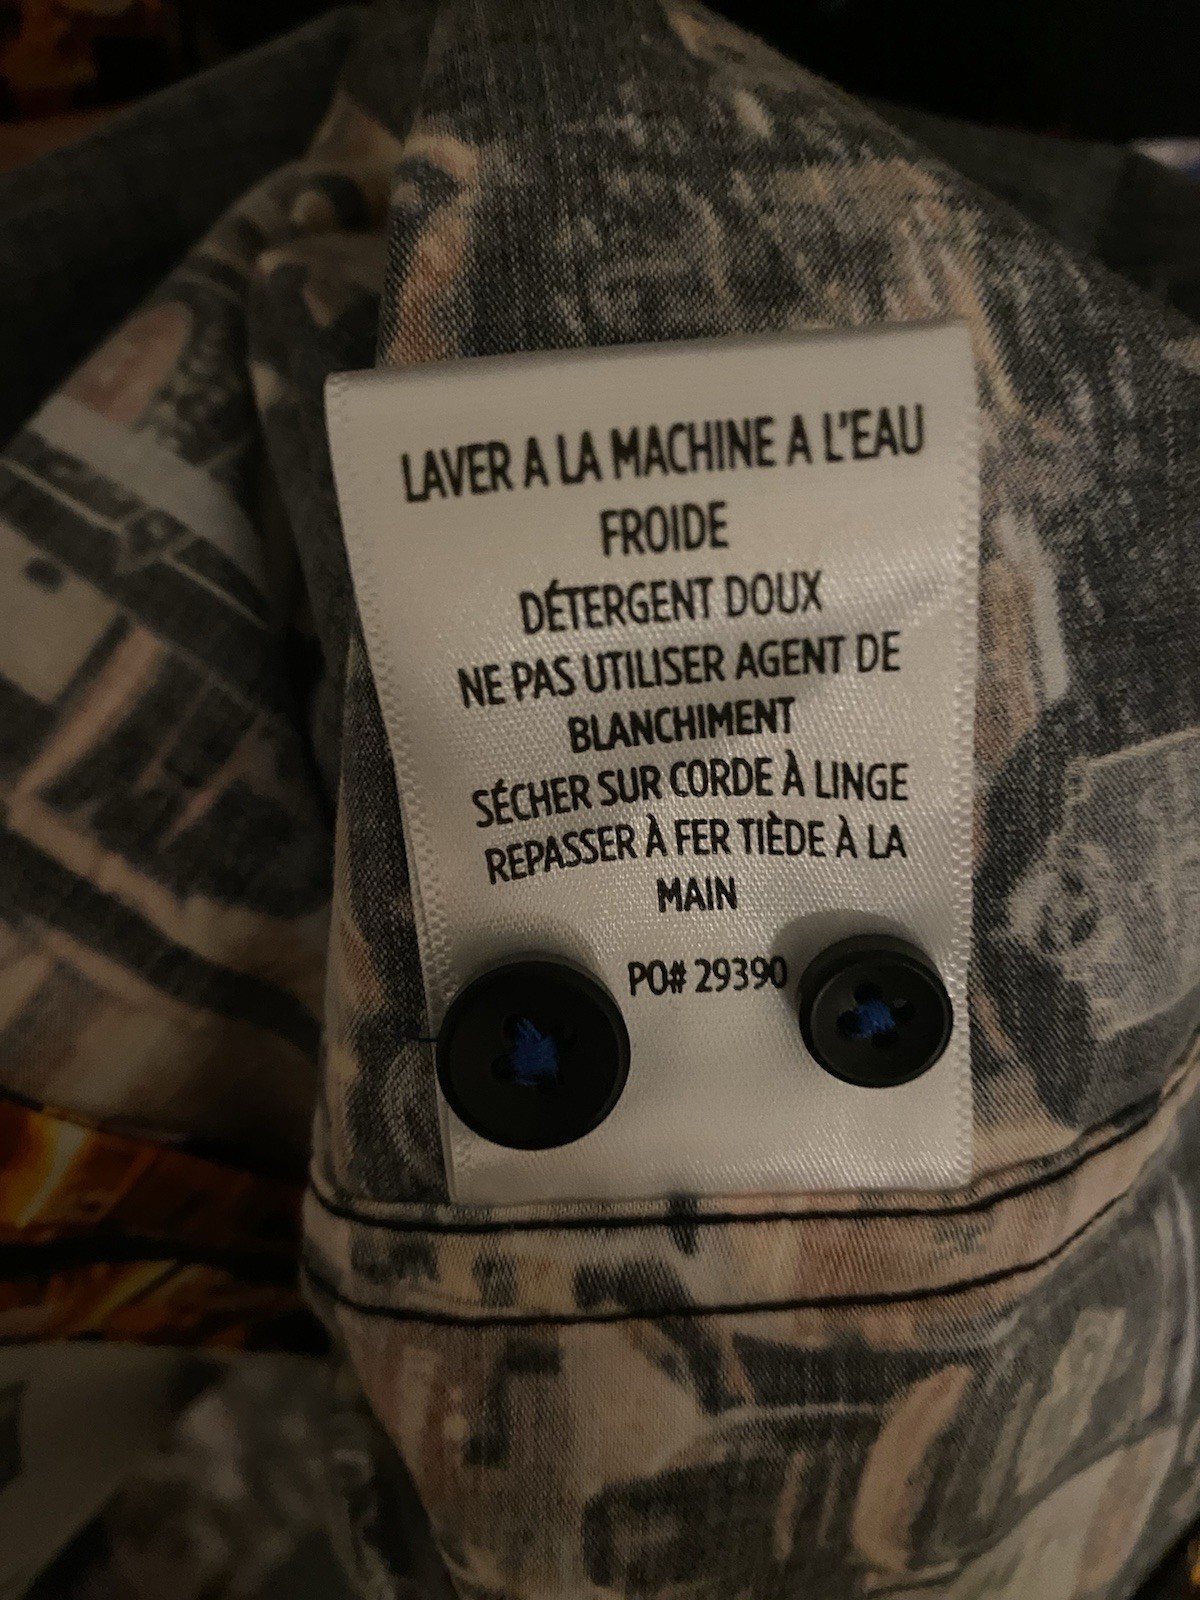 LAVER A LA MACHINE A L'EAU
FROIDE
DÉTERGENT DOUX
NE PAS UTILISER AGENT DE
BLANCHIMENT
SÉCHER SUR CORDE À LINGE
REPASSER À FER TIÈDE À LA
MAIN
PO# 29390